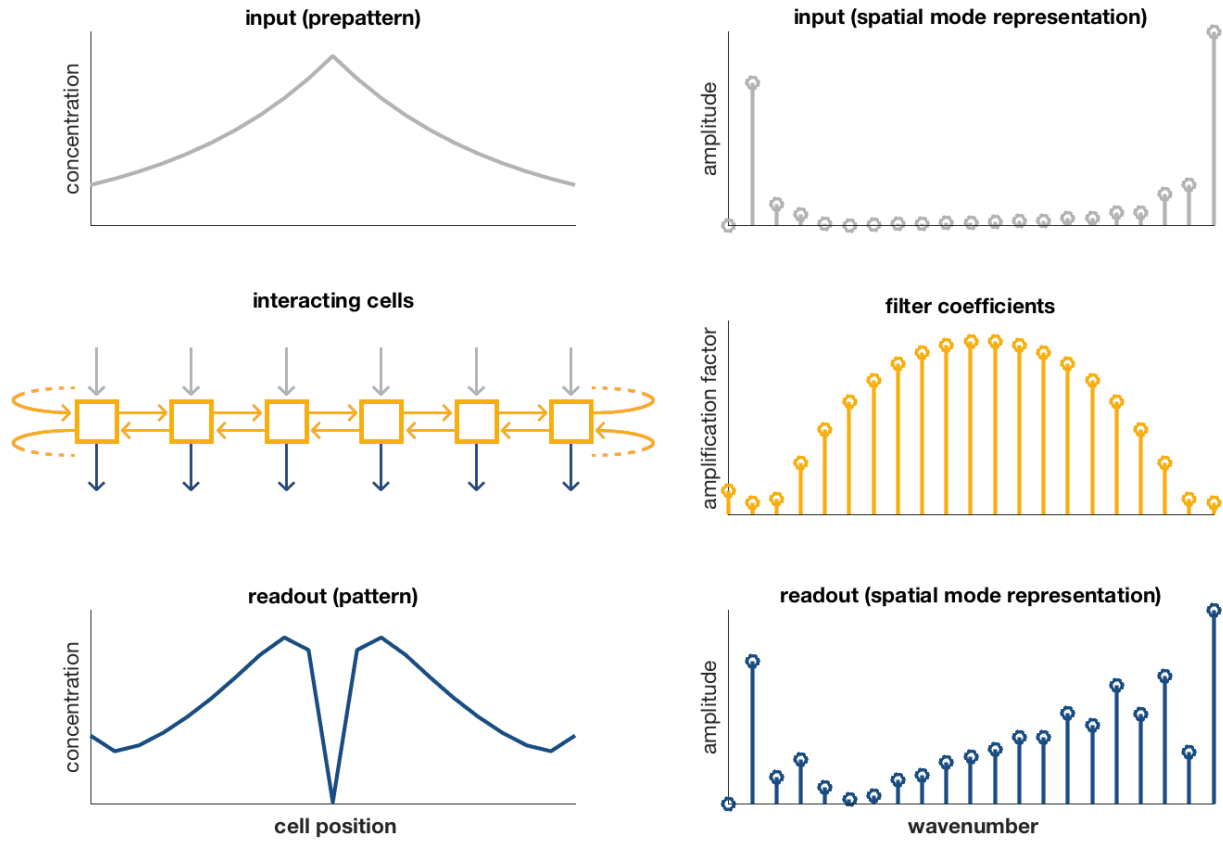 input (prepattern)
concentration
input (spatial mode representation)
amplitude
interacting cells
filter coefficients
amplification factor
readout (pattern)
concentration
cell position
readout (spatial mode representation)
amplitude
wavenumber